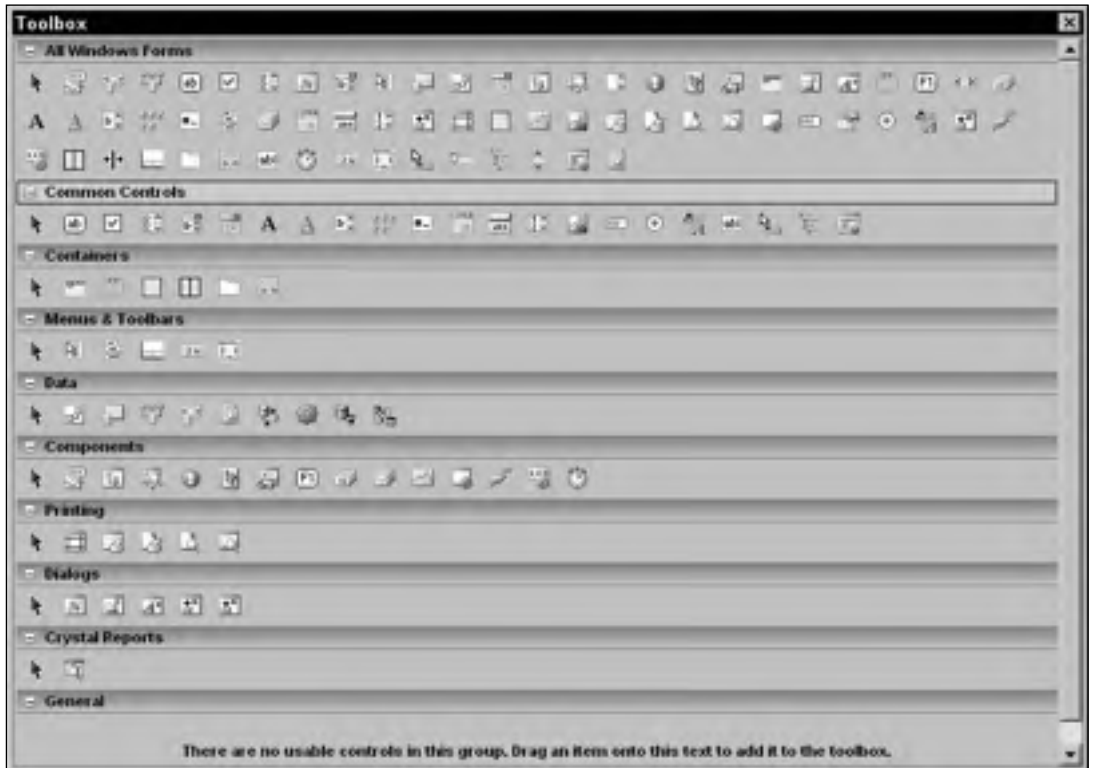 Toolbox
All Windows Forms
Common Controls
Containers
Menus & Toolbars
Data
Components
Printing
Dialogs
Crystal Reports
General
There are no usable controls in this group. Drag an item onto this text to add it to the toolbox.